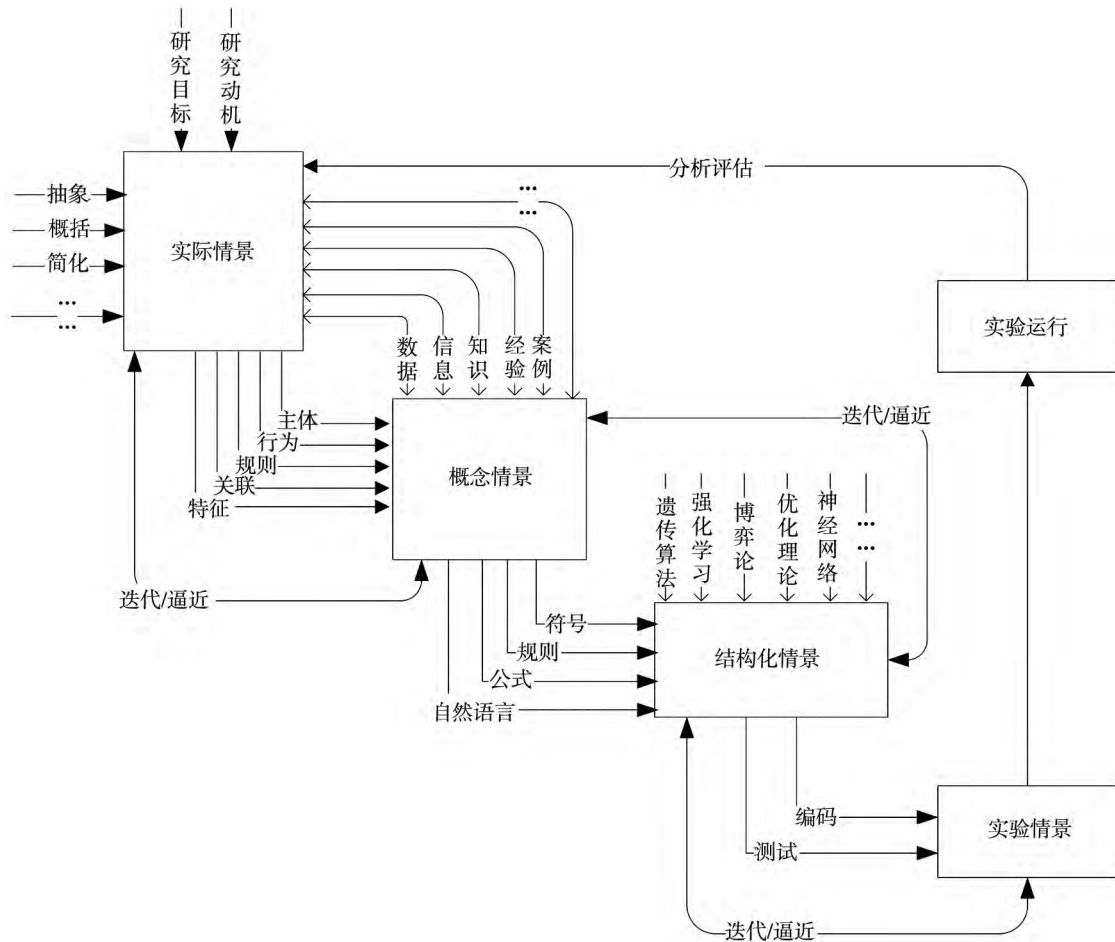 研究目标
研究动机
分析评估
……
抽象
概括
实际情景
简化
……
实验运行
数据
信息
知识
经验
案例
主体
行为
规则
关联
特征
概念情景
迭代/逼近
遗传算法
强化学习
博弈论
优化理论
神经网络
……
迭代/逼近
符号
规则
公式
自然语言
结构化情景
编码
测试
实验情景
迭代/逼近